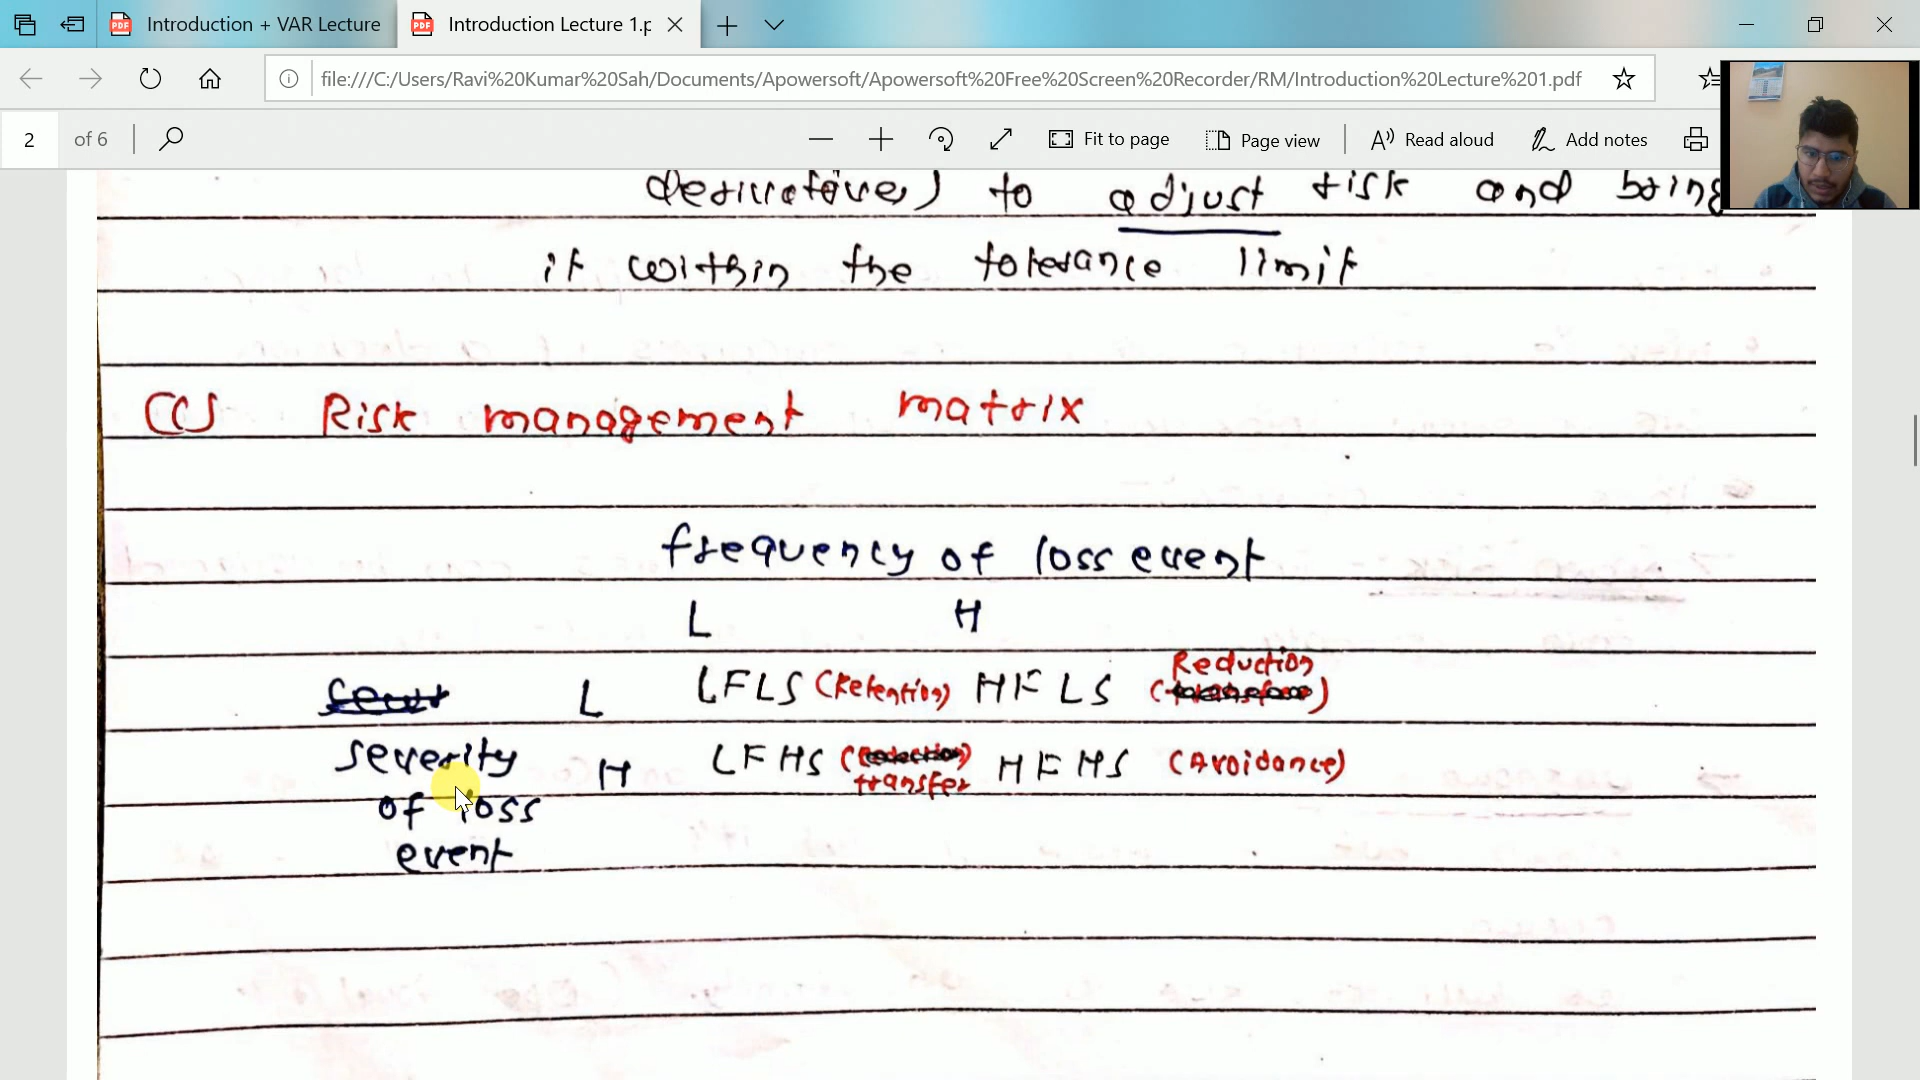 Introduction + VAR Lecture
Introduction Lecture 1.p
file:///C:/Users/Ravi%20Kumar%20Sah/Documents/Apowersoft/Apowersoft%20Free%20Screen%20Recorder/RM/Introduction%20Lecture%201.pdf
2 of 6
Fit to page
Page view
Read aloud
Add notes
derivatives) to adjust risk and bring
it within the tolerance limit
Risk management matrix
frequency of loss event
L H
L LFLS (Retention) HFLS (Reduction)
severity H LFHS (transfer) HFHS (Avoidance)
of loss
event